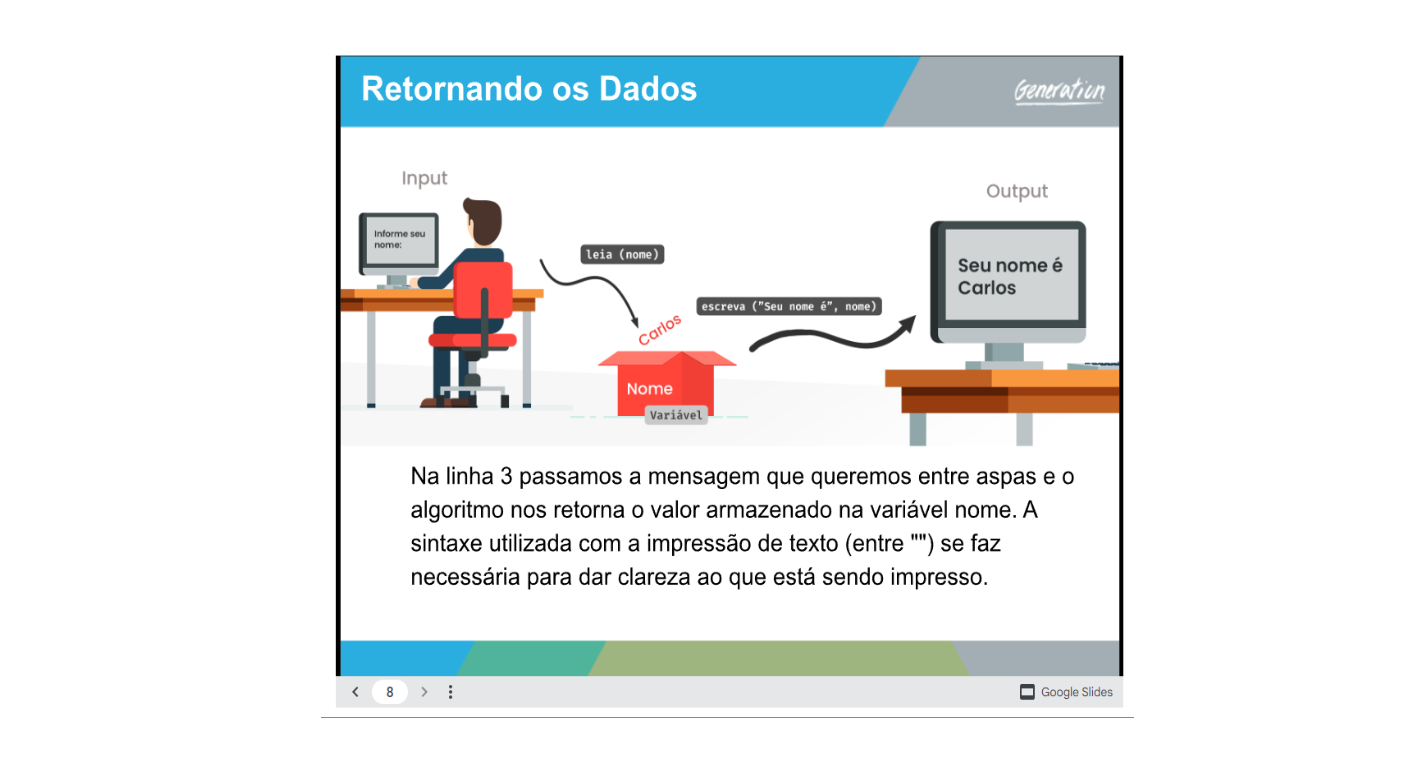 Retornando os Dados
Generation
Input
Output
Informe seu
nome:
leia (nome)
Seu nome é
Carlos
escreva ("Seu nome é", nome)
Carlos
Nome
Variável
Na linha 3 passamos a mensagem que queremos entre aspas e o
algoritmo nos retorna o valor armazenado na variável nome. A
sintaxe utilizada com a impressão de texto (entre "") se faz
necessária para dar clareza ao que está sendo impresso.
8
Google Slides